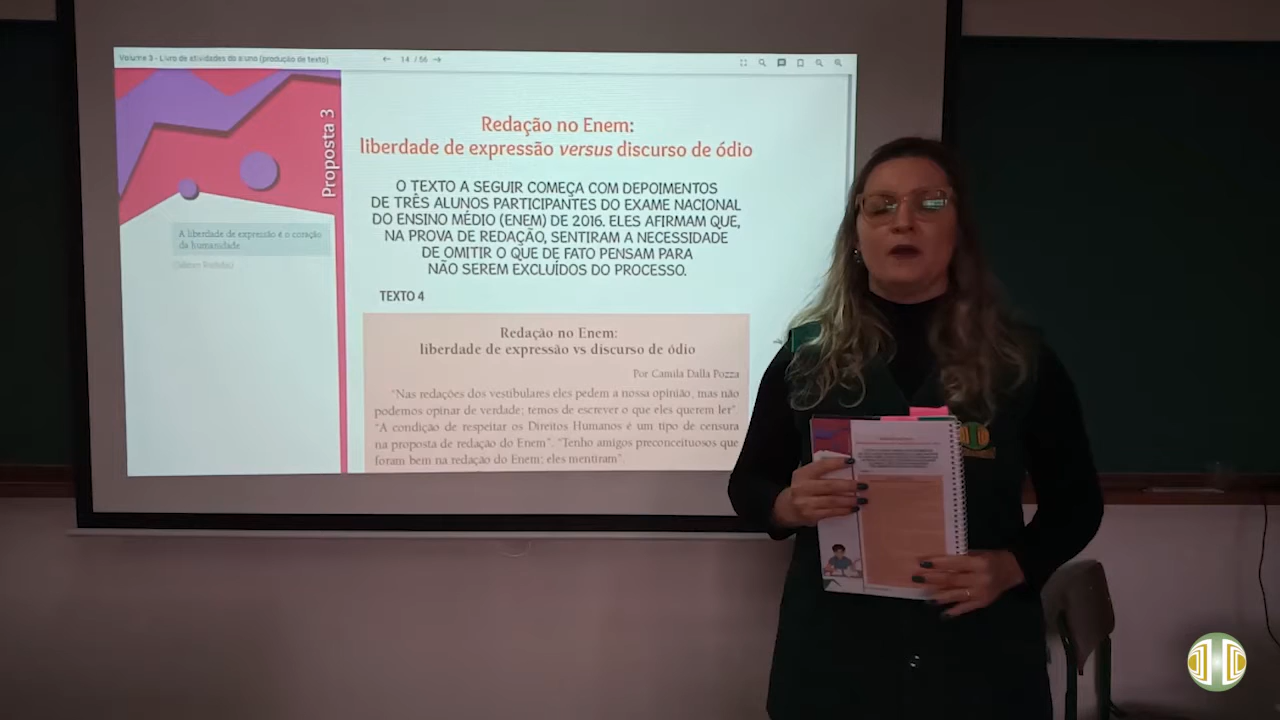 Volume 3 - Livro de atividades do aluno (produção de texto)
14 / 56
Proposta 3
A liberdade de expressão é o coração
da humanidade.
Redação no Enem:
liberdade de expressão versus discurso de ódio
O TEXTO A SEGUIR COMEÇA COM DEPOIMENTOS
DE TRÊS ALUNOS PARTICIPANTES DO EXAME NACIONAL
DO ENSINO MÉDIO (ENEM) DE 2016. ELES AFIRMAM QUE,
NA PROVA DE REDAÇÃO, SENTIRAM A NECESSIDADE
DE OMITIR O QUE DE FATO PENSAM PARA
NÃO SEREM EXCLUÍDOS DO PROCESSO.
TEXTO 4
Redação no Enem:
liberdade de expressão vs discurso de ódio
Por Camila Dalla Pozza
“Nas redações dos vestibulares eles pedem a nossa opinião, mas não
podemos opinar de verdade; temos de escrever o que eles querem ler”.
“A condição de respeitar os Direitos Humanos é um tipo de censura
na proposta de redação do Enem”. “Tenho amigos preconceituosos que
foram bem na redação do Enem; eles mentiram”.